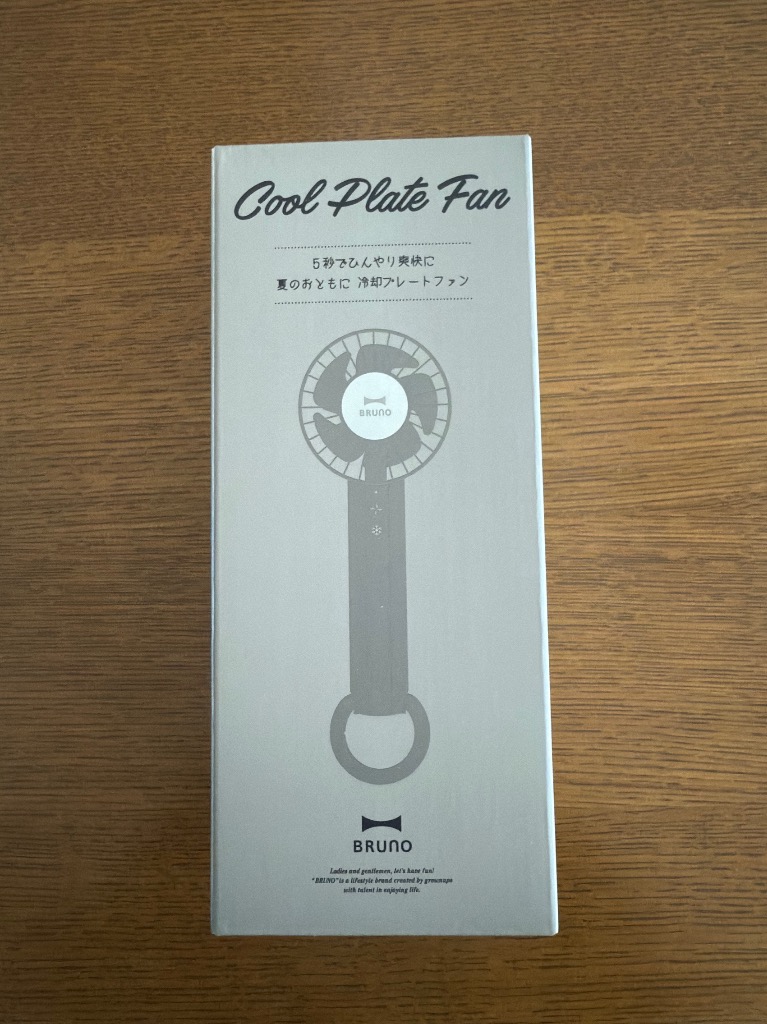 Cool Plate Fan
5秒でひんやり爽快に
夏のおともに 冷却プレートファン
BRUNO
BRUNO
Ladies and gentlemen, let's have fun!
"BRUNO" is a lifestyle brand created by grownups
with talent in enjoying life.